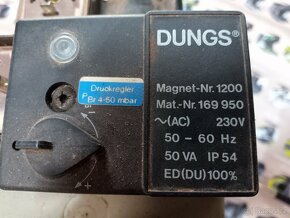 DUNGS®
Druckregler
PBr 4-50 mbar
Magnet-Nr. 1200
Mat.-Nr. 169 950
~(AC) 230V
50 - 60 Hz
50 VA IP 54
ED(DU) 100%
- +